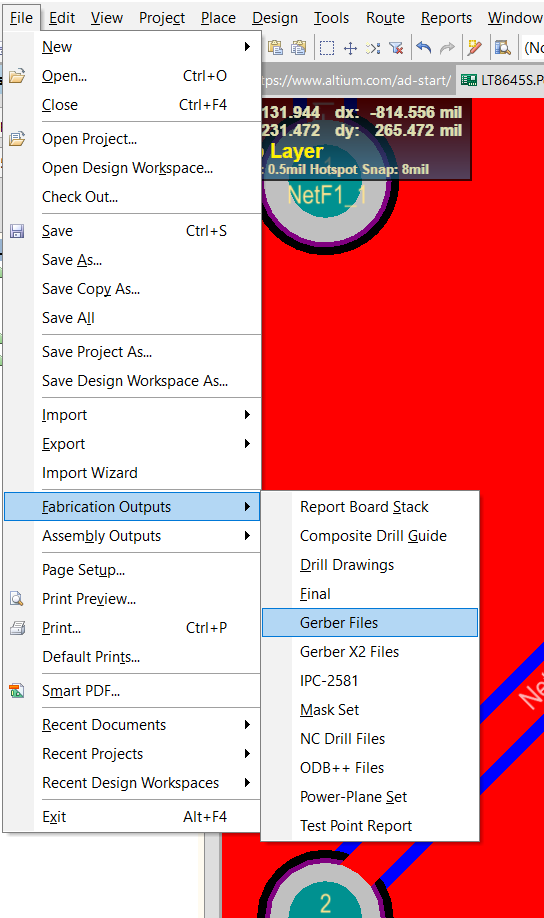 File Edit View Project Place Design Tools Route Reports Window
New
Open... Ctrl+O
Close Ctrl+F4
Open Project...
Open Design Workspace...
Check Out...
Save Ctrl+S
Save As...
Save Copy As...
Save All
Save Project As...
Save Design Workspace As...
Import
Export
Import Wizard
Fabrication Outputs
Assembly Outputs
Page Setup...
Print Preview...
Print... Ctrl+P
Default Prints...
Smart PDF...
Recent Documents
Recent Projects
Recent Design Workspaces
Exit Alt+F4
Report Board Stack
Composite Drill Guide
Drill Drawings
Final
Gerber Files
Gerber X2 Files
IPC-2581
Mask Set
NC Drill Files
ODB++ Files
Power-Plane Set
Test Point Report
(No
ps://www.altium.com/ad-start/ LT8645S.P
131.944 dx: -814.556 mil
231.472 dy: 265.472 mil
Layer
: 0.5mil Hotspot Snap: 8mil
1
NetF1_1
Net
2